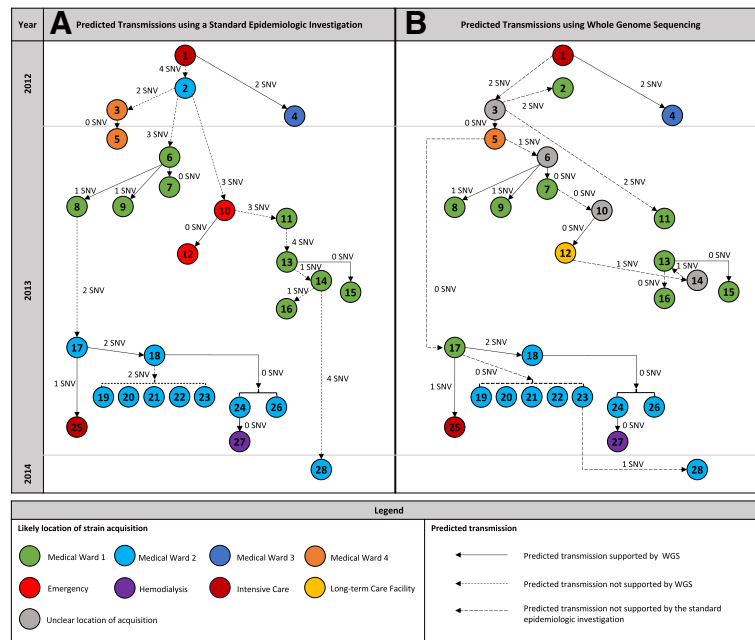 Year
A Predicted Transmissions using a Standard Epidemiologic Investigation
B Predicted Transmissions using Whole Genome Sequencing
2012
2013
2014
1
4 SNV
2 SNV
2
2 SNV
3
4
0 SNV
5
3 SNV
6
0 SNV
1 SNV
1 SNV
7
8
9
3 SNV
10
3 SNV
11
0 SNV
12
4 SNV
13
0 SNV
1 SNV
14
15
1 SNV
16
2 SNV
17
2 SNV
18
2 SNV
0 SNV
4 SNV
1 SNV
19
20
21
22
23
24
26
0 SNV
25
27
28
1
2 SNV
2 SNV
3
2 SNV
2
4
0 SNV
5
1 SNV
6
0 SNV
1 SNV
1 SNV
7
8
9
0 SNV
10
2 SNV
11
0 SNV
12
13
0 SNV
1 SNV
1 SNV
14
15
0 SNV
16
0 SNV
17
2 SNV
18
0 SNV
0 SNV
1 SNV
19
20
21
22
23
24
26
0 SNV
25
27
1 SNV
28
Legend
Likely location of strain acquisition
Medical Ward 1
Medical Ward 2
Medical Ward 3
Medical Ward 4
Emergency
Hemodialysis
Intensive Care
Long-term Care Facility
Unclear location of acquisition
Predicted transmission
Predicted transmission supported by WGS
Predicted transmission not supported by WGS
Predicted transmission not supported by the standard
epidemiologic investigation